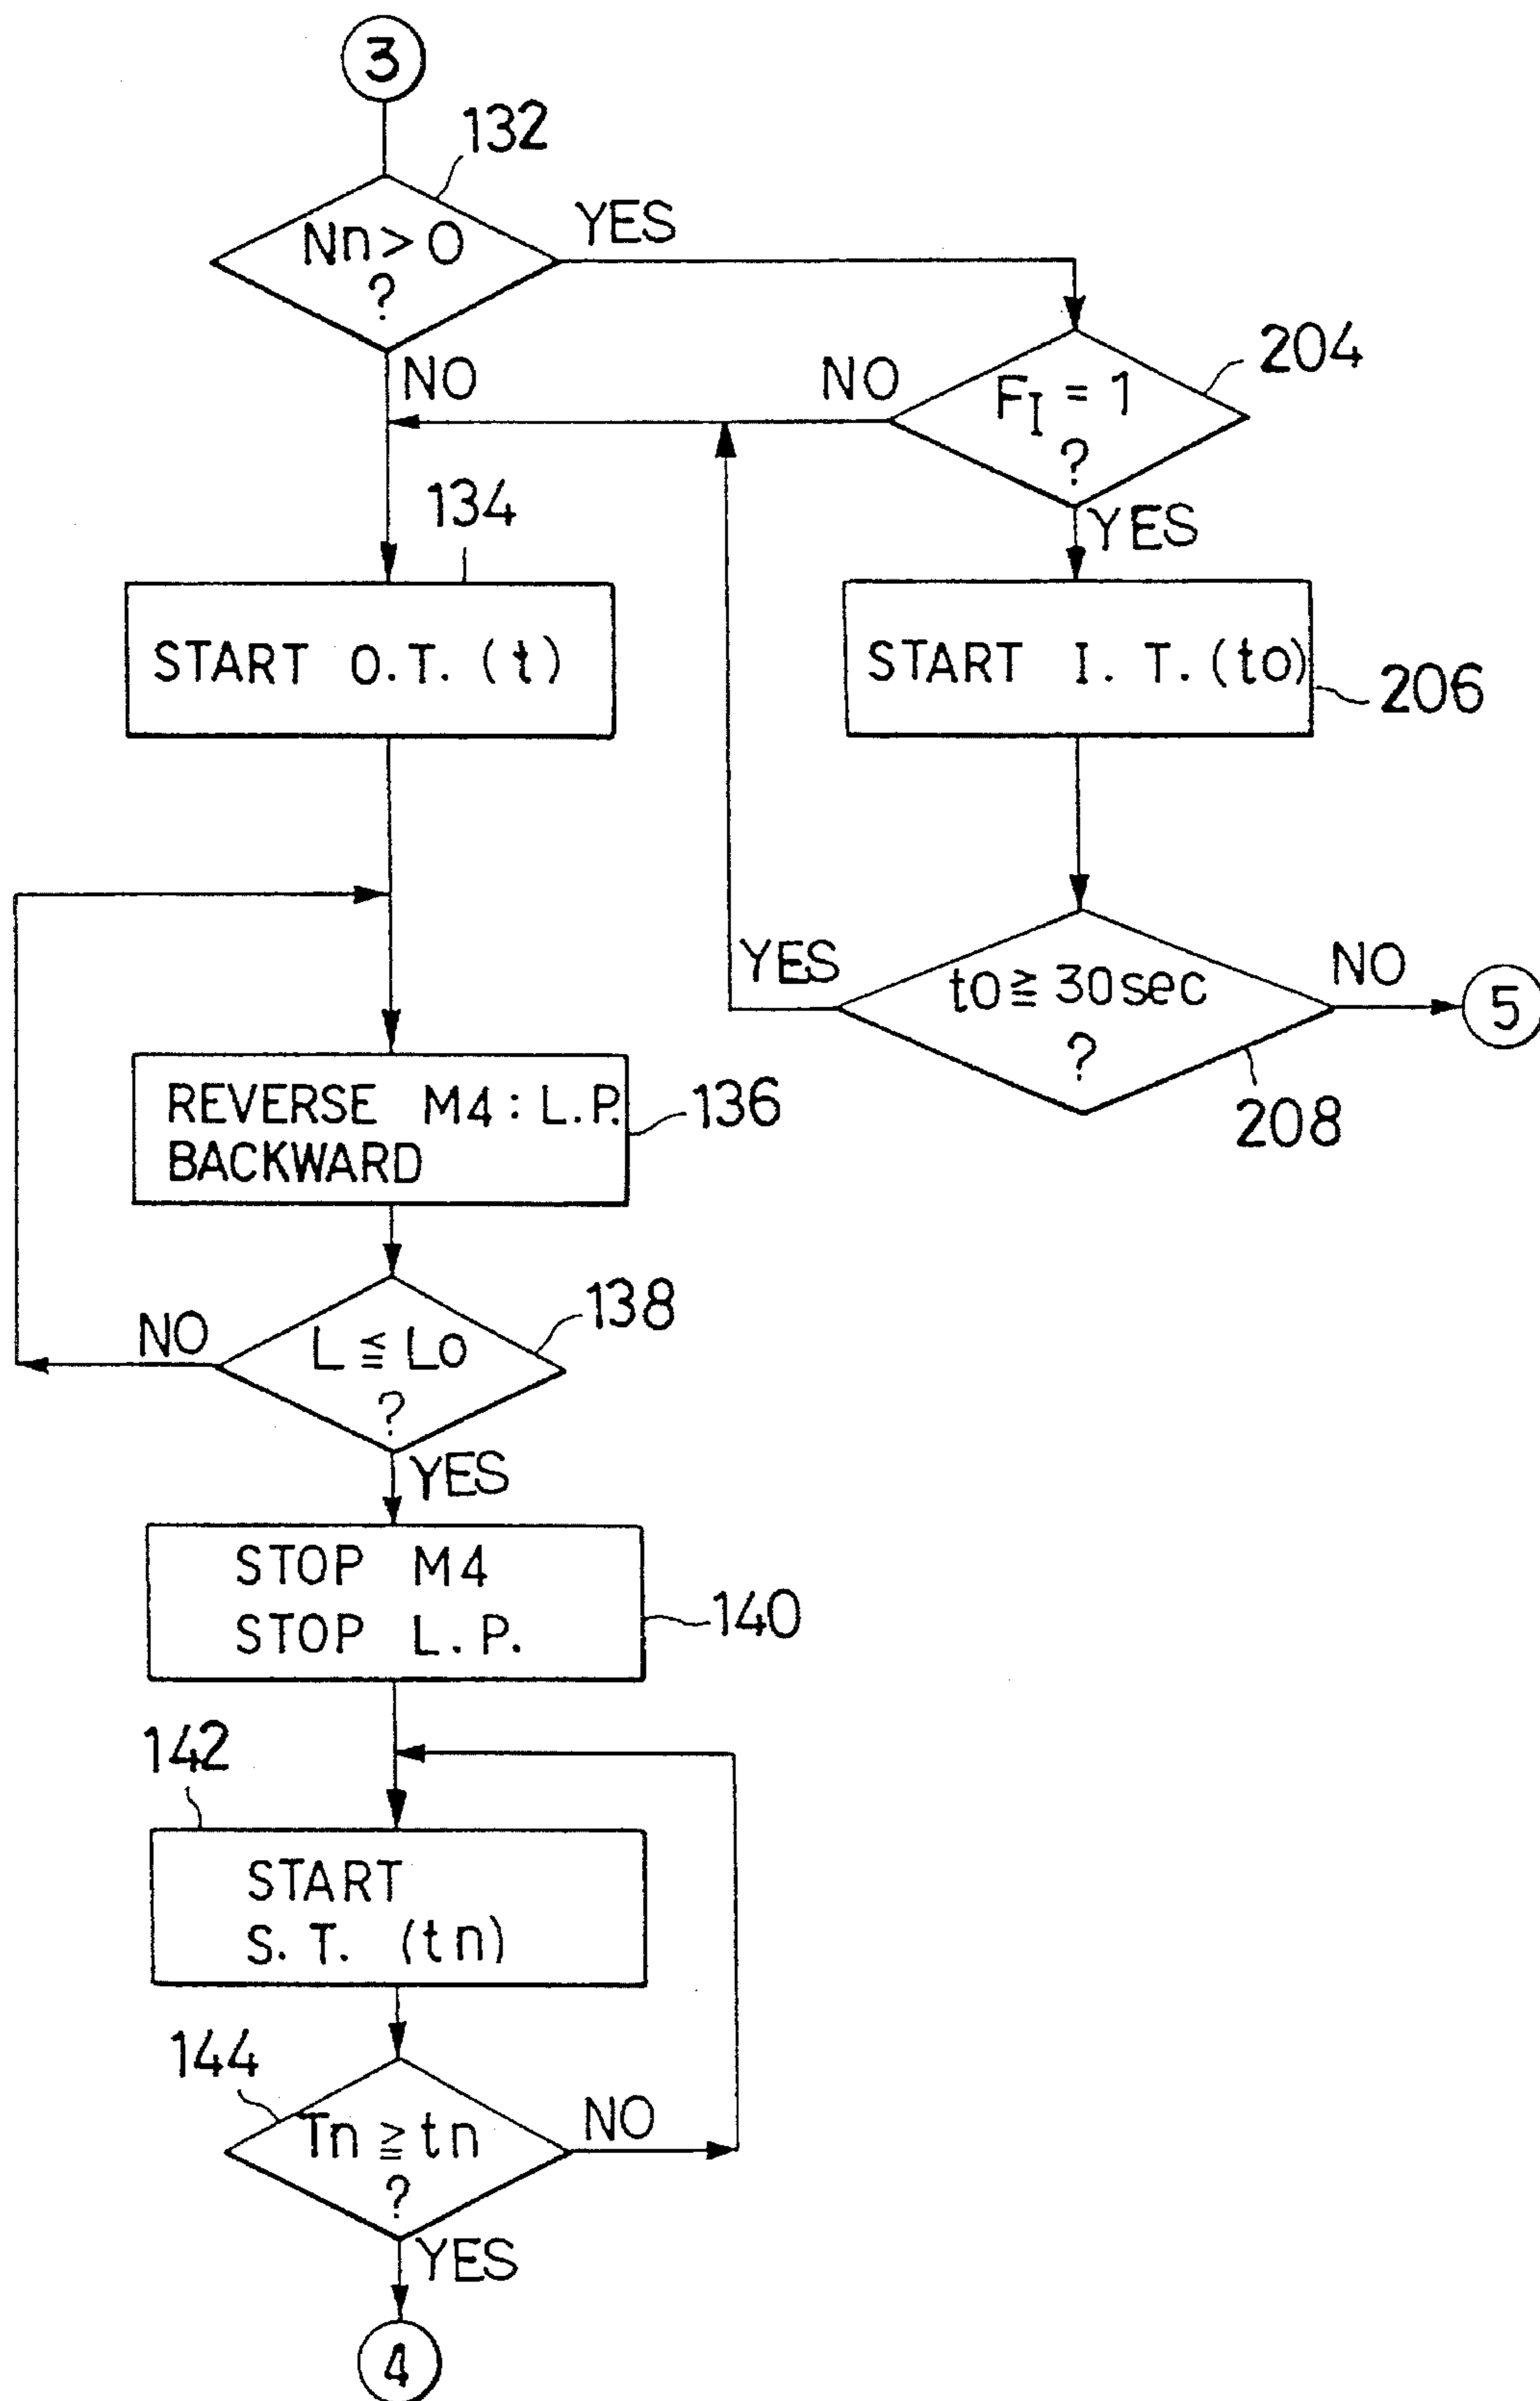 3
132
Nn > 0
?
YES
NO
204
FI = 1
?
NO
YES
134
START O.T. (t)
START I. T. (to)
206
YES
to ≧ 30sec
?
NO
5
208
REVERSE M4 : L.P.
BACKWARD
136
138
L ≦ Lo
?
NO
YES
STOP M4
STOP L.P.
140
142
START
S. T. (tn)
144
Tn ≧ tn
?
NO
YES
4